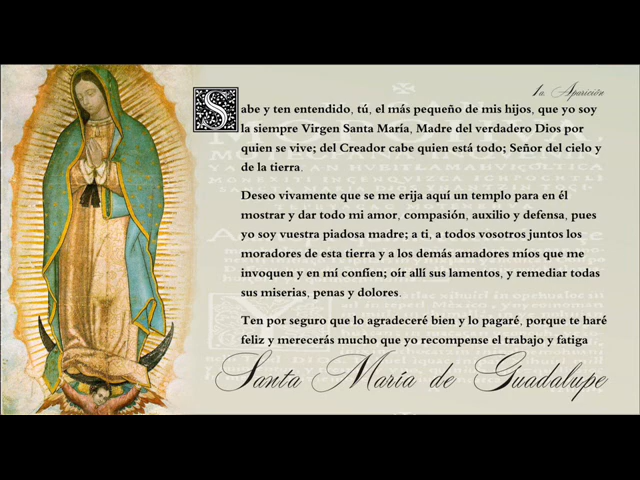 1a. Aparición
Sabe y ten entendido, tú, el más pequeño de mis hijos, que yo soy
la siempre Virgen Santa María, Madre del verdadero Dios por
quien se vive; del Creador cabe quien está todo; Señor del cielo y
de la tierra.
Deseo vivamente que se me erija aquí un templo para en él
mostrar y dar todo mi amor, compasión, auxilio y defensa, pues
yo soy vuestra piadosa madre; a ti, a todos vosotros juntos los
moradores de esta tierra y a los demás amadores míos que me
invoquen y en mí confíen; oír allí sus lamentos, y remediar todas
sus miserias, penas y dolores.
Ten por seguro que lo agradeceré bien y lo pagaré, porque te haré
feliz y merecerás mucho que yo recompense el trabajo y fatiga
Santa María de Guadalupe